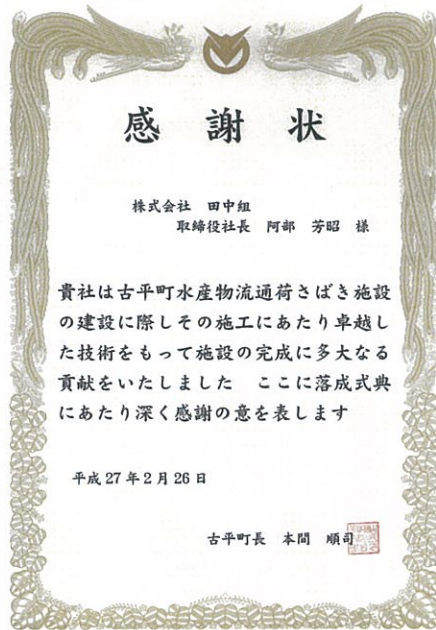 感謝状
株式会社 田中組
取締役社長 阿部 芳昭 様
貴社は古平町水産物流通荷さばき施設
の建設に際しその施工にあたり卓越し
た技術をもって施設の完成に多大なる
貢献をいたしました ここに落成式典
にあたり深く感謝の意を表します
平成27年2月26日
古平町長 本間 順司